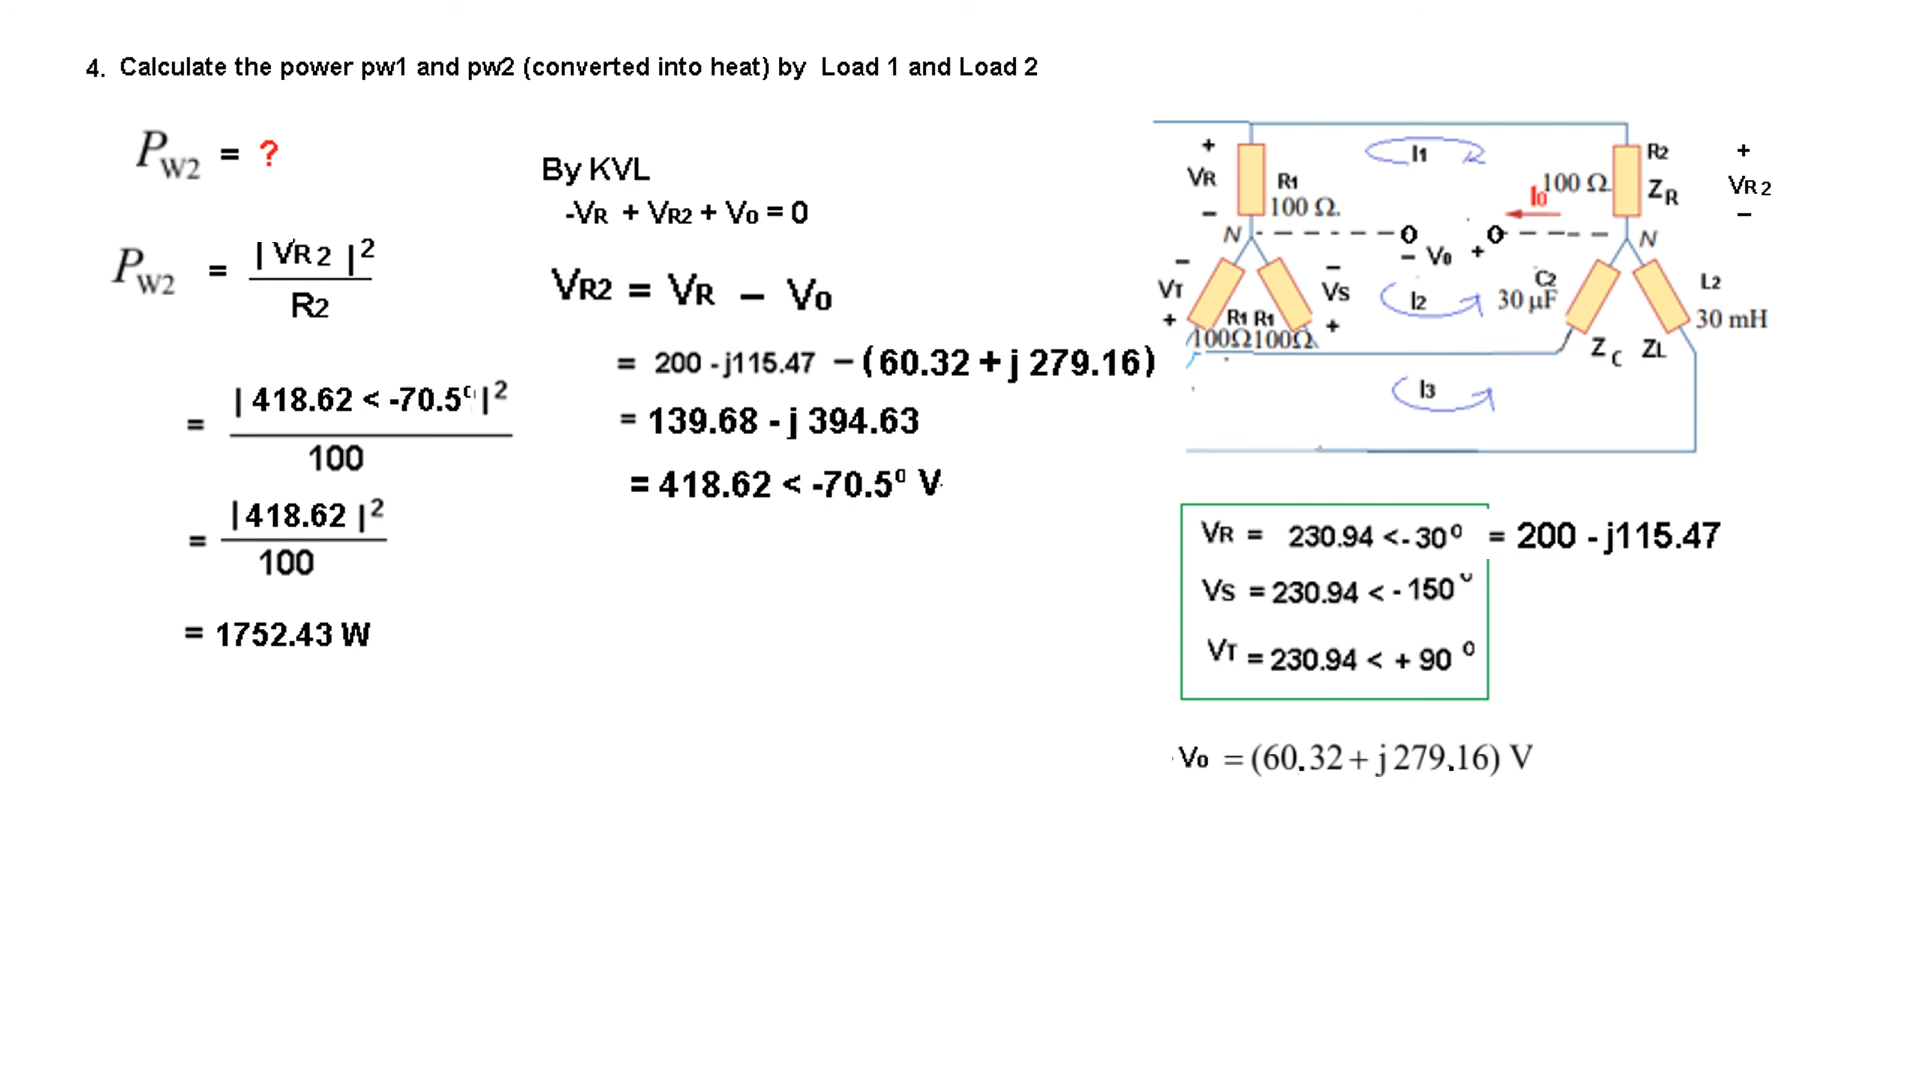 4. Calculate the power pw1 and pw2 (converted into heat) by Load 1 and Load 2
PW2 = ?
PW2 = | VR2 |² / R2
= | 418.62 < -70.5⁰ |² / 100
= | 418.62 |² / 100
= 1752.43 W
By KVL
-VR + VR2 + Vo = 0
VR2 = VR − Vo
= 200 - j115.47 − (60.32 + j 279.16)
= 139.68 - j 394.63
= 418.62 < -70.5⁰ V
+
VR
−
R1
100 Ω.
I1
I0
100 Ω
R2
ZR
+
VR2
−
N
O
O
N
− Vo +
−
VT
+
−
VS
+
R1 R1
100Ω 100Ω
I2
C2
30 µF
L2
30 mH
ZC ZL
I3
VR = 230.94 < - 30⁰ = 200 - j115.47
VS = 230.94 < - 150⁰
VT = 230.94 < + 90⁰
Vo = (60.32 + j 279.16) V